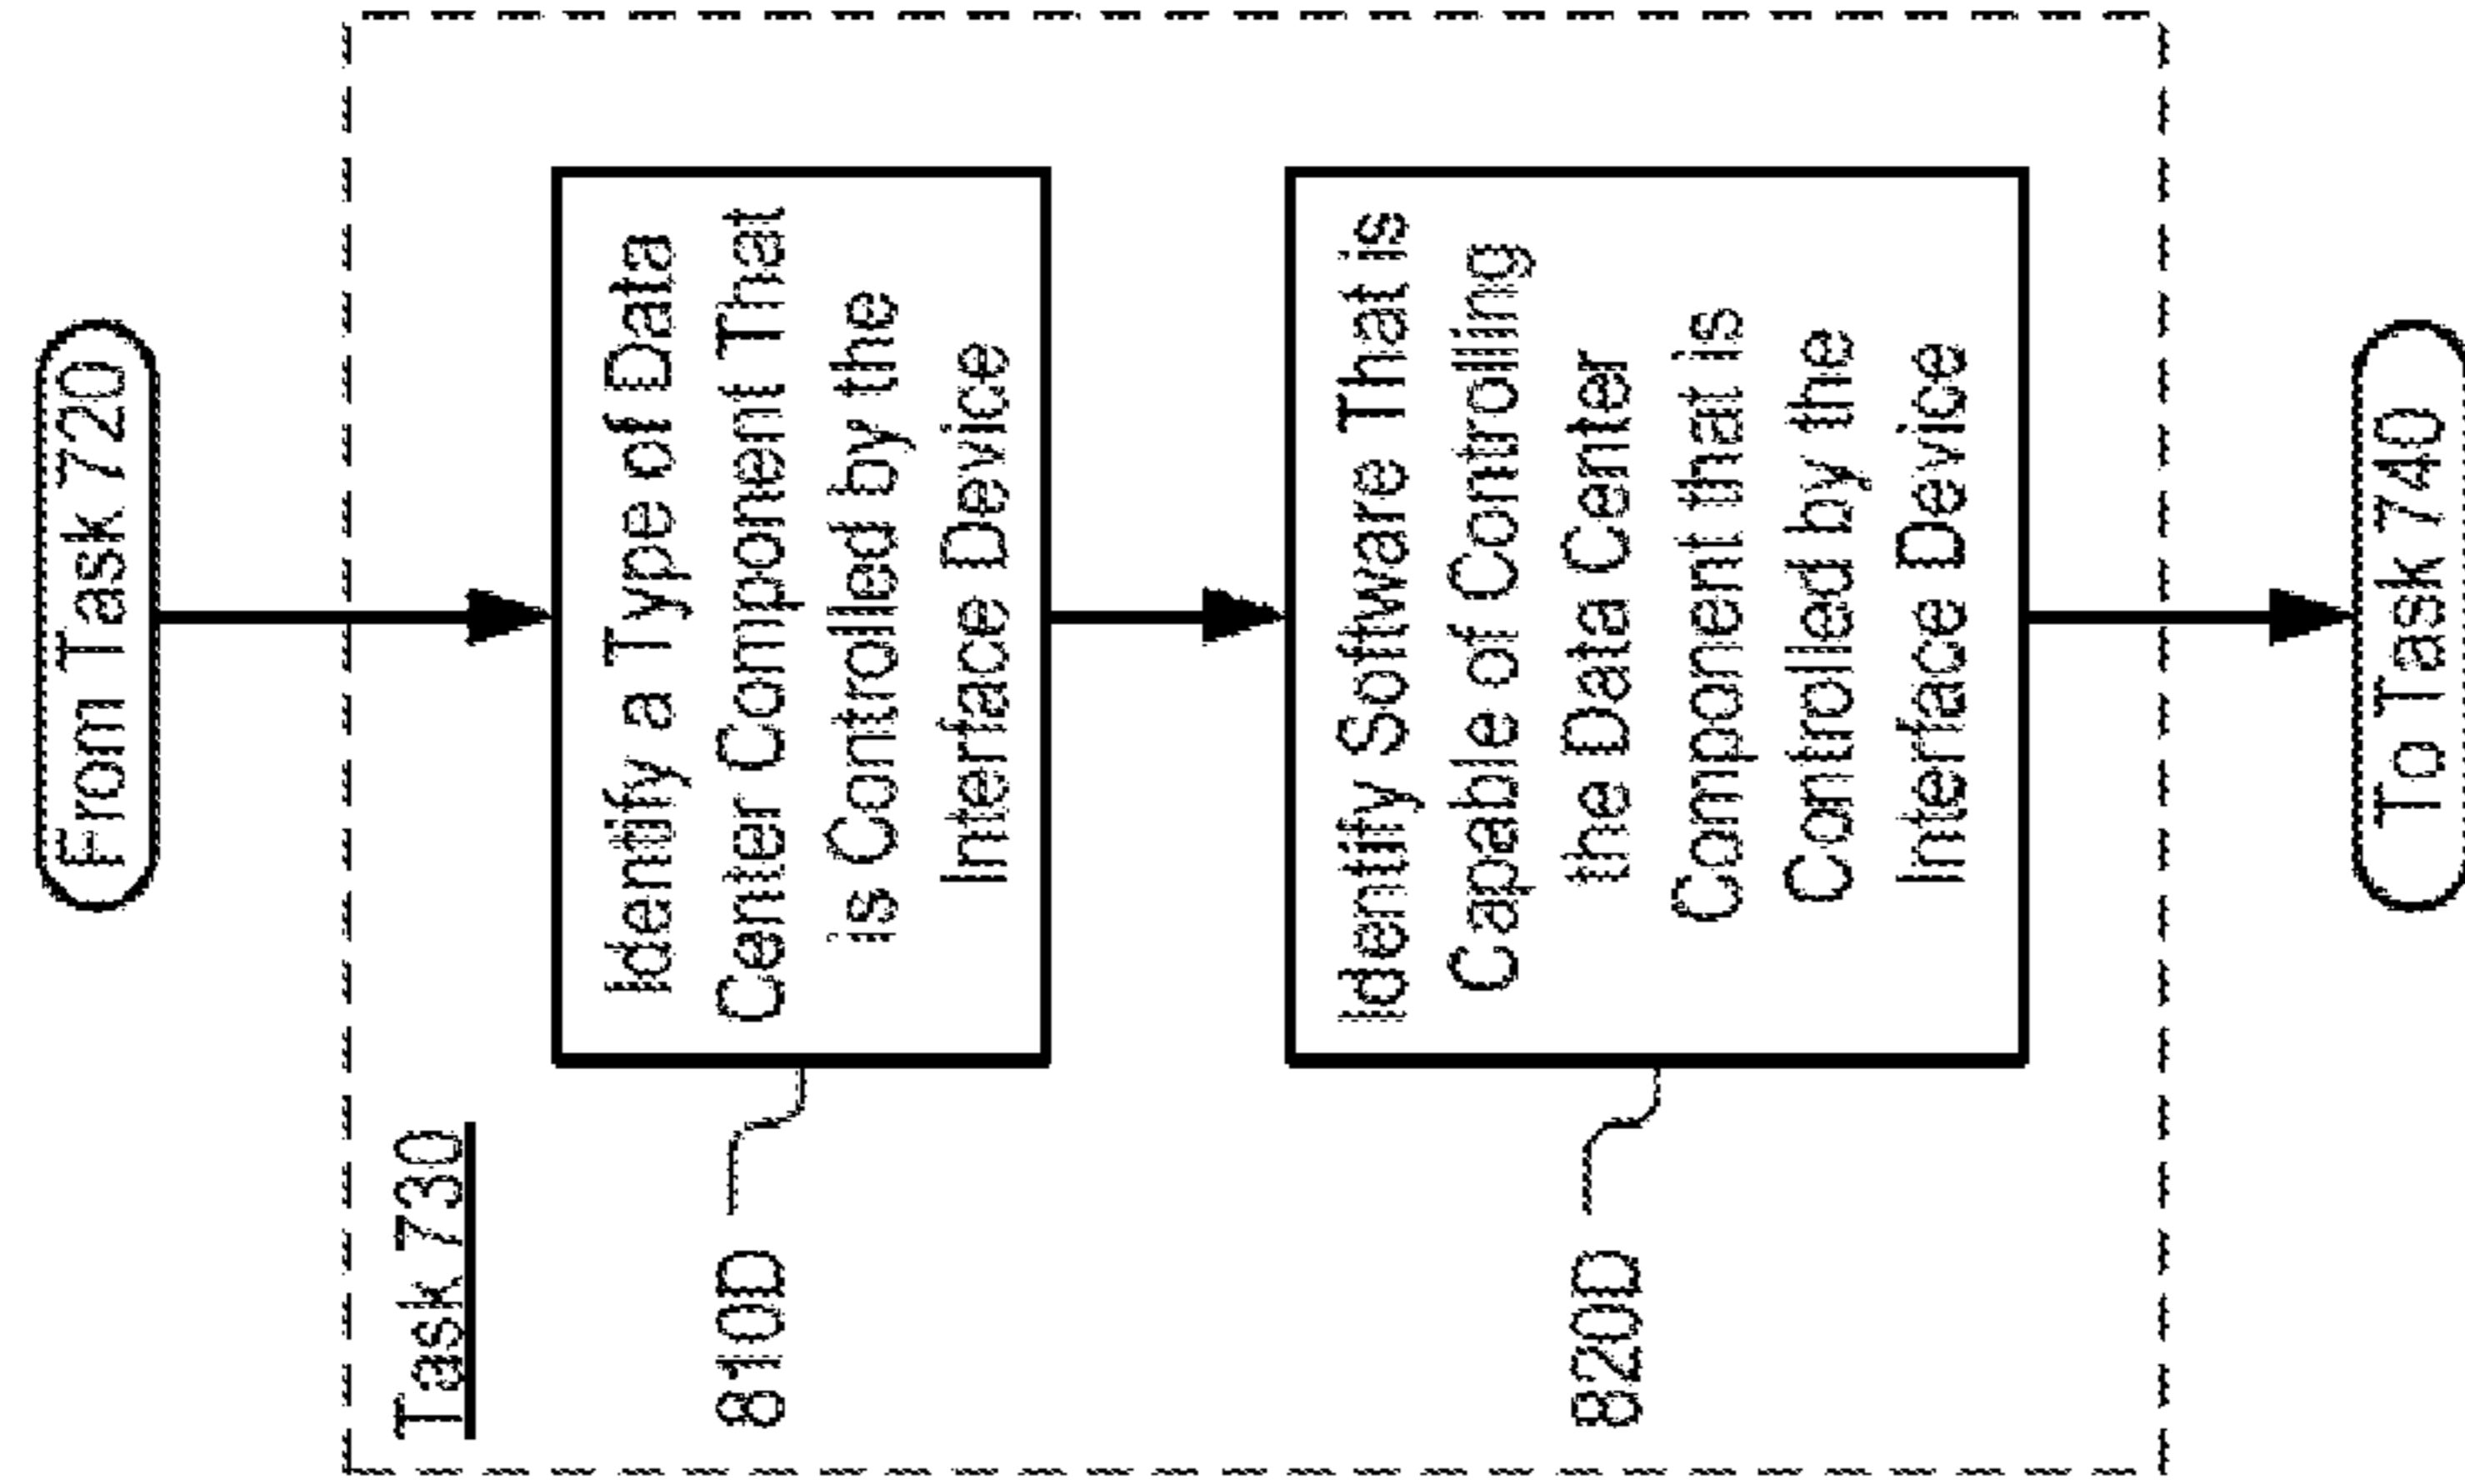 From Task 720
Task 730
810D
Identify a Type of Data
Center Component That
is Controlled by the
Interface Device
820D
Identify Software That is
Capable of Controlling
the Data Center
Component that is
Controlled by the
Interface Device
To Task 740